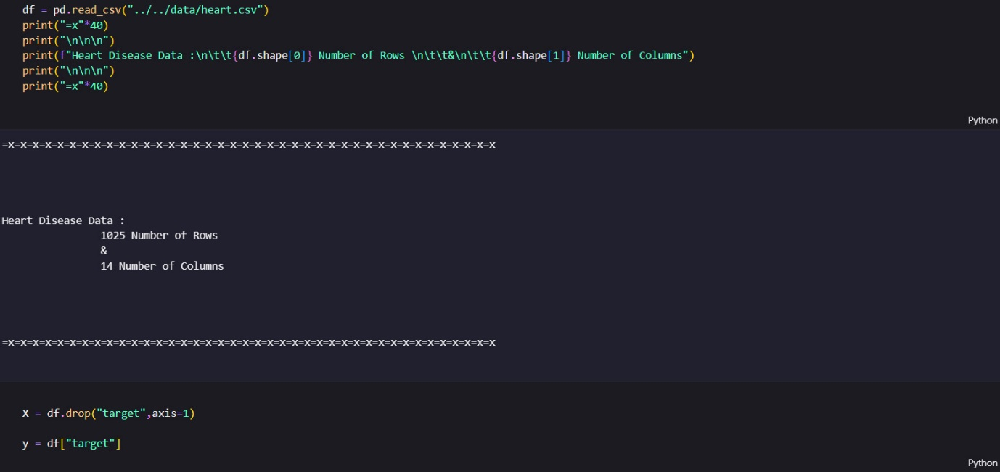 df = pd.read_csv("../../data/heart.csv")
print("=x"*40)
print("\n\n\n")
print(f"Heart Disease Data :\n\t\t{df.shape[0]} Number of Rows \n\t\t&\n\t\t{df.shape[1]} Number of Columns")
print("\n\n\n")
print("=x"*40)
Python
=x=x=x=x=x=x=x=x=x=x=x=x=x=x=x=x=x=x=x=x=x=x=x=x=x=x=x=x=x=x=x=x=x=x=x=x=x=x=x=x
Heart Disease Data :
1025 Number of Rows
&
14 Number of Columns
=x=x=x=x=x=x=x=x=x=x=x=x=x=x=x=x=x=x=x=x=x=x=x=x=x=x=x=x=x=x=x=x=x=x=x=x=x=x=x=x
X = df.drop("target",axis=1)
y = df["target"]
Python